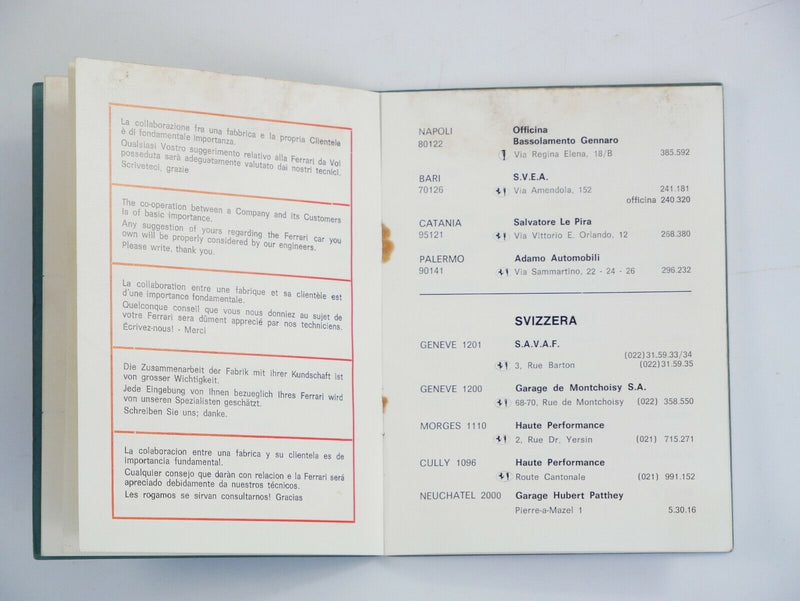 La collaborazione fra una fabbrica e la propria Clientele
è di fondamentale importanza.
Qualsiasi Vostro suggerimento relativo alla Ferrari da Voi
posseduta sarà adeguatamente valutato dai nostri tecnici.
Scriveteci, grazie
The co-operation between a Company and its Customers
is of basic importance.
Any suggestion of yours regarding the Ferrari car you
own will be properly considered by our engineers.
Please write, thank you.
La collaboration entre une fabrique et sa clientèle est
d'une importance fondamentale.
Quelconque conseil que vous nous donniez au sujet de
votre Ferrari sera dûment apprecié par nos techniciens.
Écrivez-nous! - Merci
Die Zusammenarbeit der Fabrik mit ihrer Kundschaft ist
von grosser Wichtigkeit.
Jede Eingebung von Ihnen bezueglich Ihres Ferrari wird
von unseren Spezialisten geschätzt.
Schreiben Sie uns; danke.
La colaboracion entre una fabrica y su clientela es de
importancia fundamental.
Cualquier consejo que daràn con relacion e la Ferrari serà
apreciado debidamente da nuestros técnicos.
Les rogamos se sirvan consultarnos! Gracias
NAPOLI Officina
80122 Bassolamento Gennaro
Via Regina Elena, 18/B 385.592
BARI S.V.E.A.
70126 Via Amendola, 152 241.181
officina 240.320
CATANIA Salvatore Le Pira
95121 Via Vittorio E. Orlando, 12 268.380
PALERMO Adamo Automobili
90141 Via Sammartino, 22 - 24 - 26 296.232
SVIZZERA
GENEVE 1201 S.A.V.A.F.
(022)31.59.33/34
3, Rue Barton (022)31.59.35
GENEVE 1200 Garage de Montchoisy S.A.
68-70, Rue de Montchoisy (022) 358.550
MORGES 1110 Haute Performance
2, Rue Dr. Yersin (021) 715.271
CULLY 1096 Haute Performance
Route Cantonale (021) 991.152
NEUCHATEL 2000 Garage Hubert Patthey
Pierre-a-Mazel 1 5.30.16